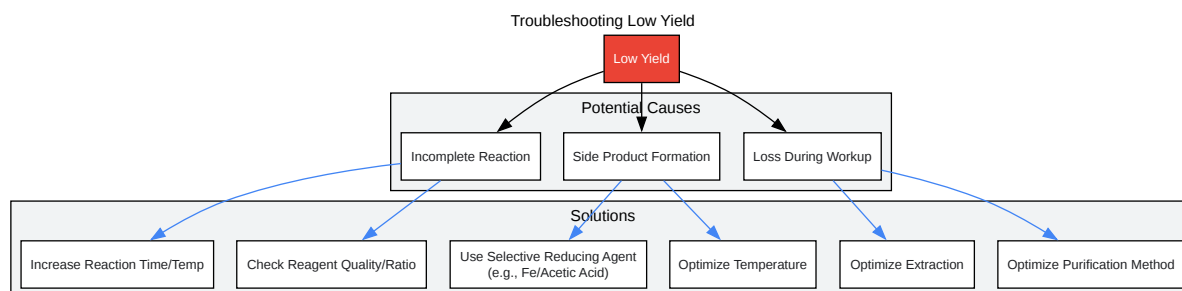 Troubleshooting Low Yield
Low Yield
Potential Causes
Incomplete Reaction
Side Product Formation
Loss During Workup
Solutions
Increase Reaction Time/Temp
Check Reagent Quality/Ratio
Use Selective Reducing Agent
(e.g., Fe/Acetic Acid)
Optimize Temperature
Optimize Extraction
Optimize Purification Method